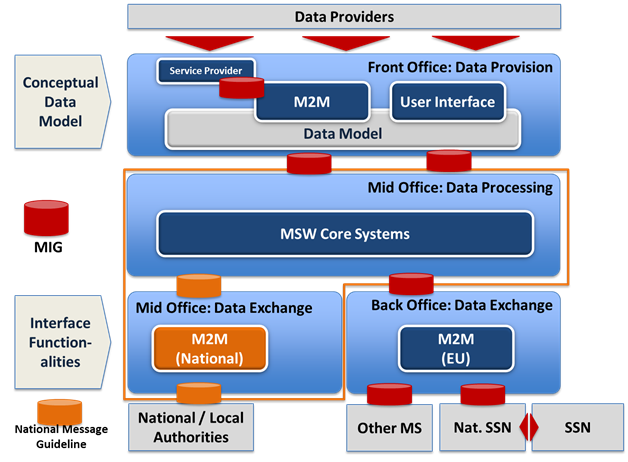 Data Providers
Conceptual
Data
Model
Front Office: Data Provision
Service Provider
M2M
User Interface
Data Model
MIG
Mid Office: Data Processing
MSW Core Systems
Interface
Function-
alities
Mid Office: Data Exchange
M2M
(National)
Back Office: Data Exchange
M2M
(EU)
National Message
Guideline
National / Local
Authorities
Other MS
Nat. SSN
SSN